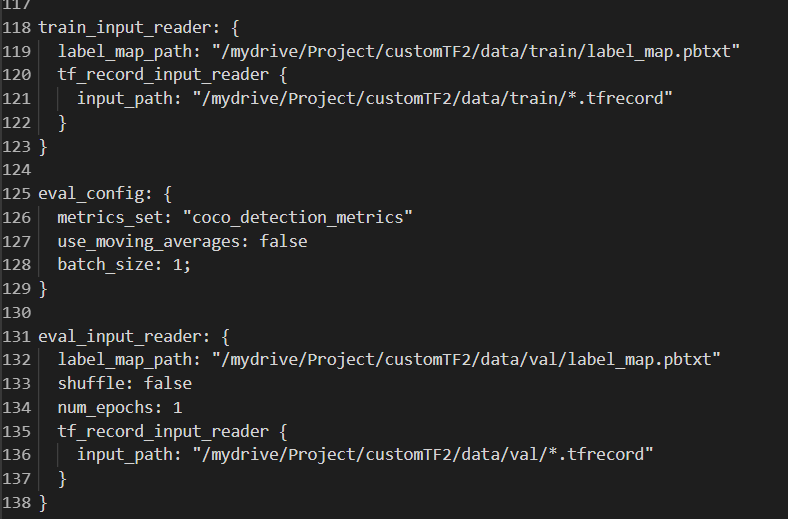 117
118 train_input_reader: {
119   label_map_path: "/mydrive/Project/customTF2/data/train/label_map.pbtxt"
120   tf_record_input_reader {
121     input_path: "/mydrive/Project/customTF2/data/train/*.tfrecord"
122   }
123 }
124
125 eval_config: {
126   metrics_set: "coco_detection_metrics"
127   use_moving_averages: false
128   batch_size: 1;
129 }
130
131 eval_input_reader: {
132   label_map_path: "/mydrive/Project/customTF2/data/val/label_map.pbtxt"
133   shuffle: false
134   num_epochs: 1
135   tf_record_input_reader {
136     input_path: "/mydrive/Project/customTF2/data/val/*.tfrecord"
137   }
138 }